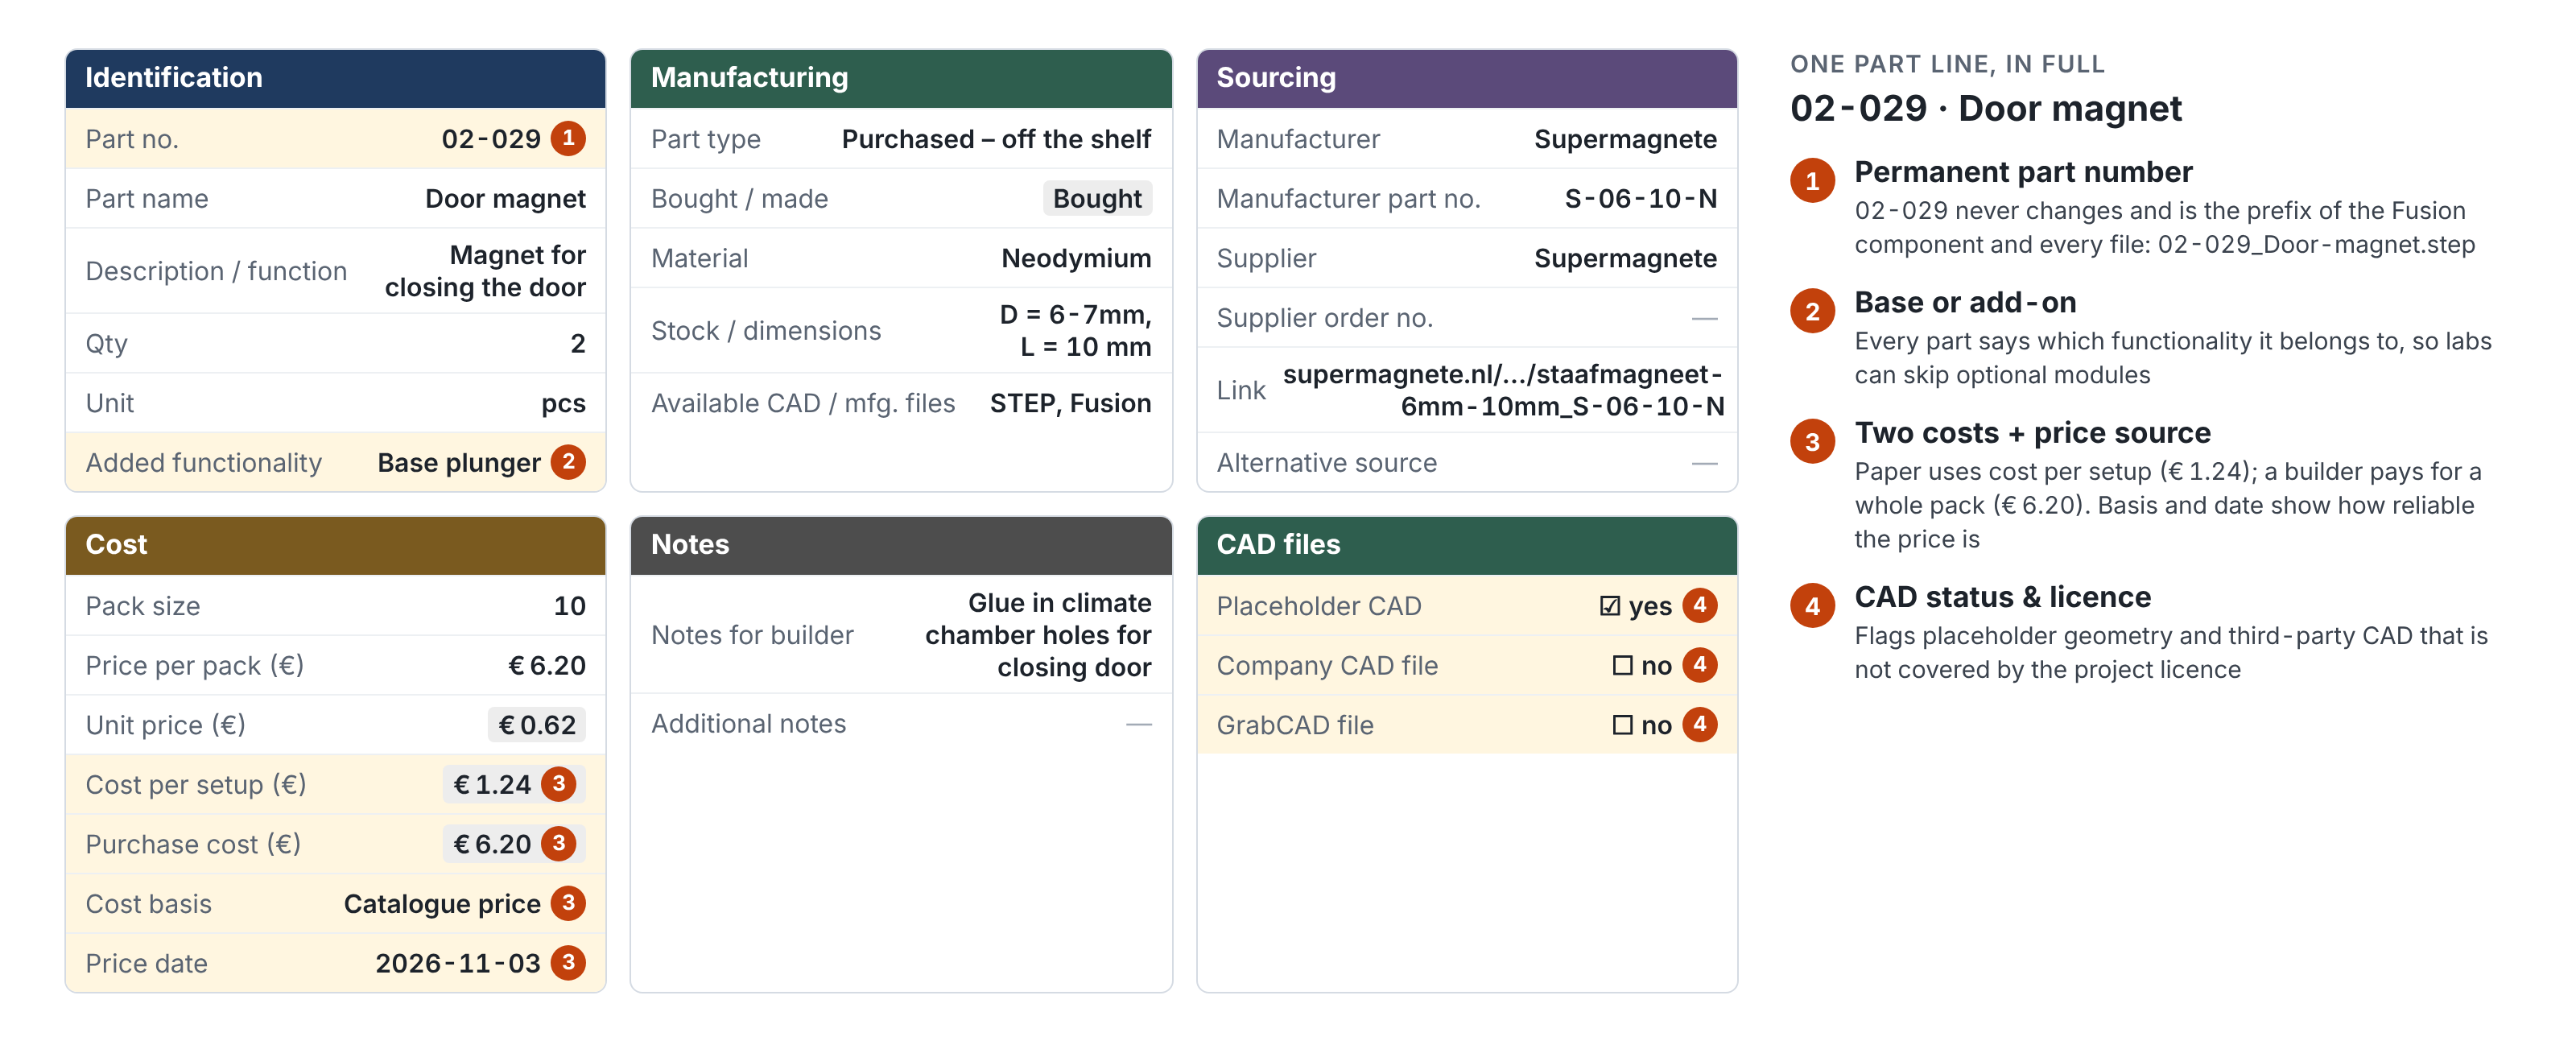 Identification
Part no. 02-029 1
Part name Door magnet
Description / function Magnet for
closing the door
Qty 2
Unit pcs
Added functionality Base plunger 2
Manufacturing
Part type Purchased – off the shelf
Bought / made Bought
Material Neodymium
Stock / dimensions D = 6-7mm,
L = 10 mm
Available CAD / mfg. files STEP, Fusion
Sourcing
Manufacturer Supermagnete
Manufacturer part no. S-06-10-N
Supplier Supermagnete
Supplier order no. —
Link supermagnete.nl/.../staafmagneet-
6mm-10mm_S-06-10-N
Alternative source —
Cost
Pack size 10
Price per pack (€) € 6.20
Unit price (€) € 0.62
Cost per setup (€) € 1.24 3
Purchase cost (€) € 6.20 3
Cost basis Catalogue price 3
Price date 2026-11-03 3
Notes
Notes for builder Glue in climate
chamber holes for
closing door
Additional notes —
CAD files
Placeholder CAD ☑ yes 4
Company CAD file ☐ no 4
GrabCAD file ☐ no 4
ONE PART LINE, IN FULL
02-029 · Door magnet
1 Permanent part number
02-029 never changes and is the prefix of the Fusion
component and every file: 02-029_Door-magnet.step
2 Base or add-on
Every part says which functionality it belongs to, so labs
can skip optional modules
3 Two costs + price source
Paper uses cost per setup (€ 1.24); a builder pays for a
whole pack (€ 6.20). Basis and date show how reliable
the price is
4 CAD status & licence
Flags placeholder geometry and third-party CAD that is
not covered by the project licence